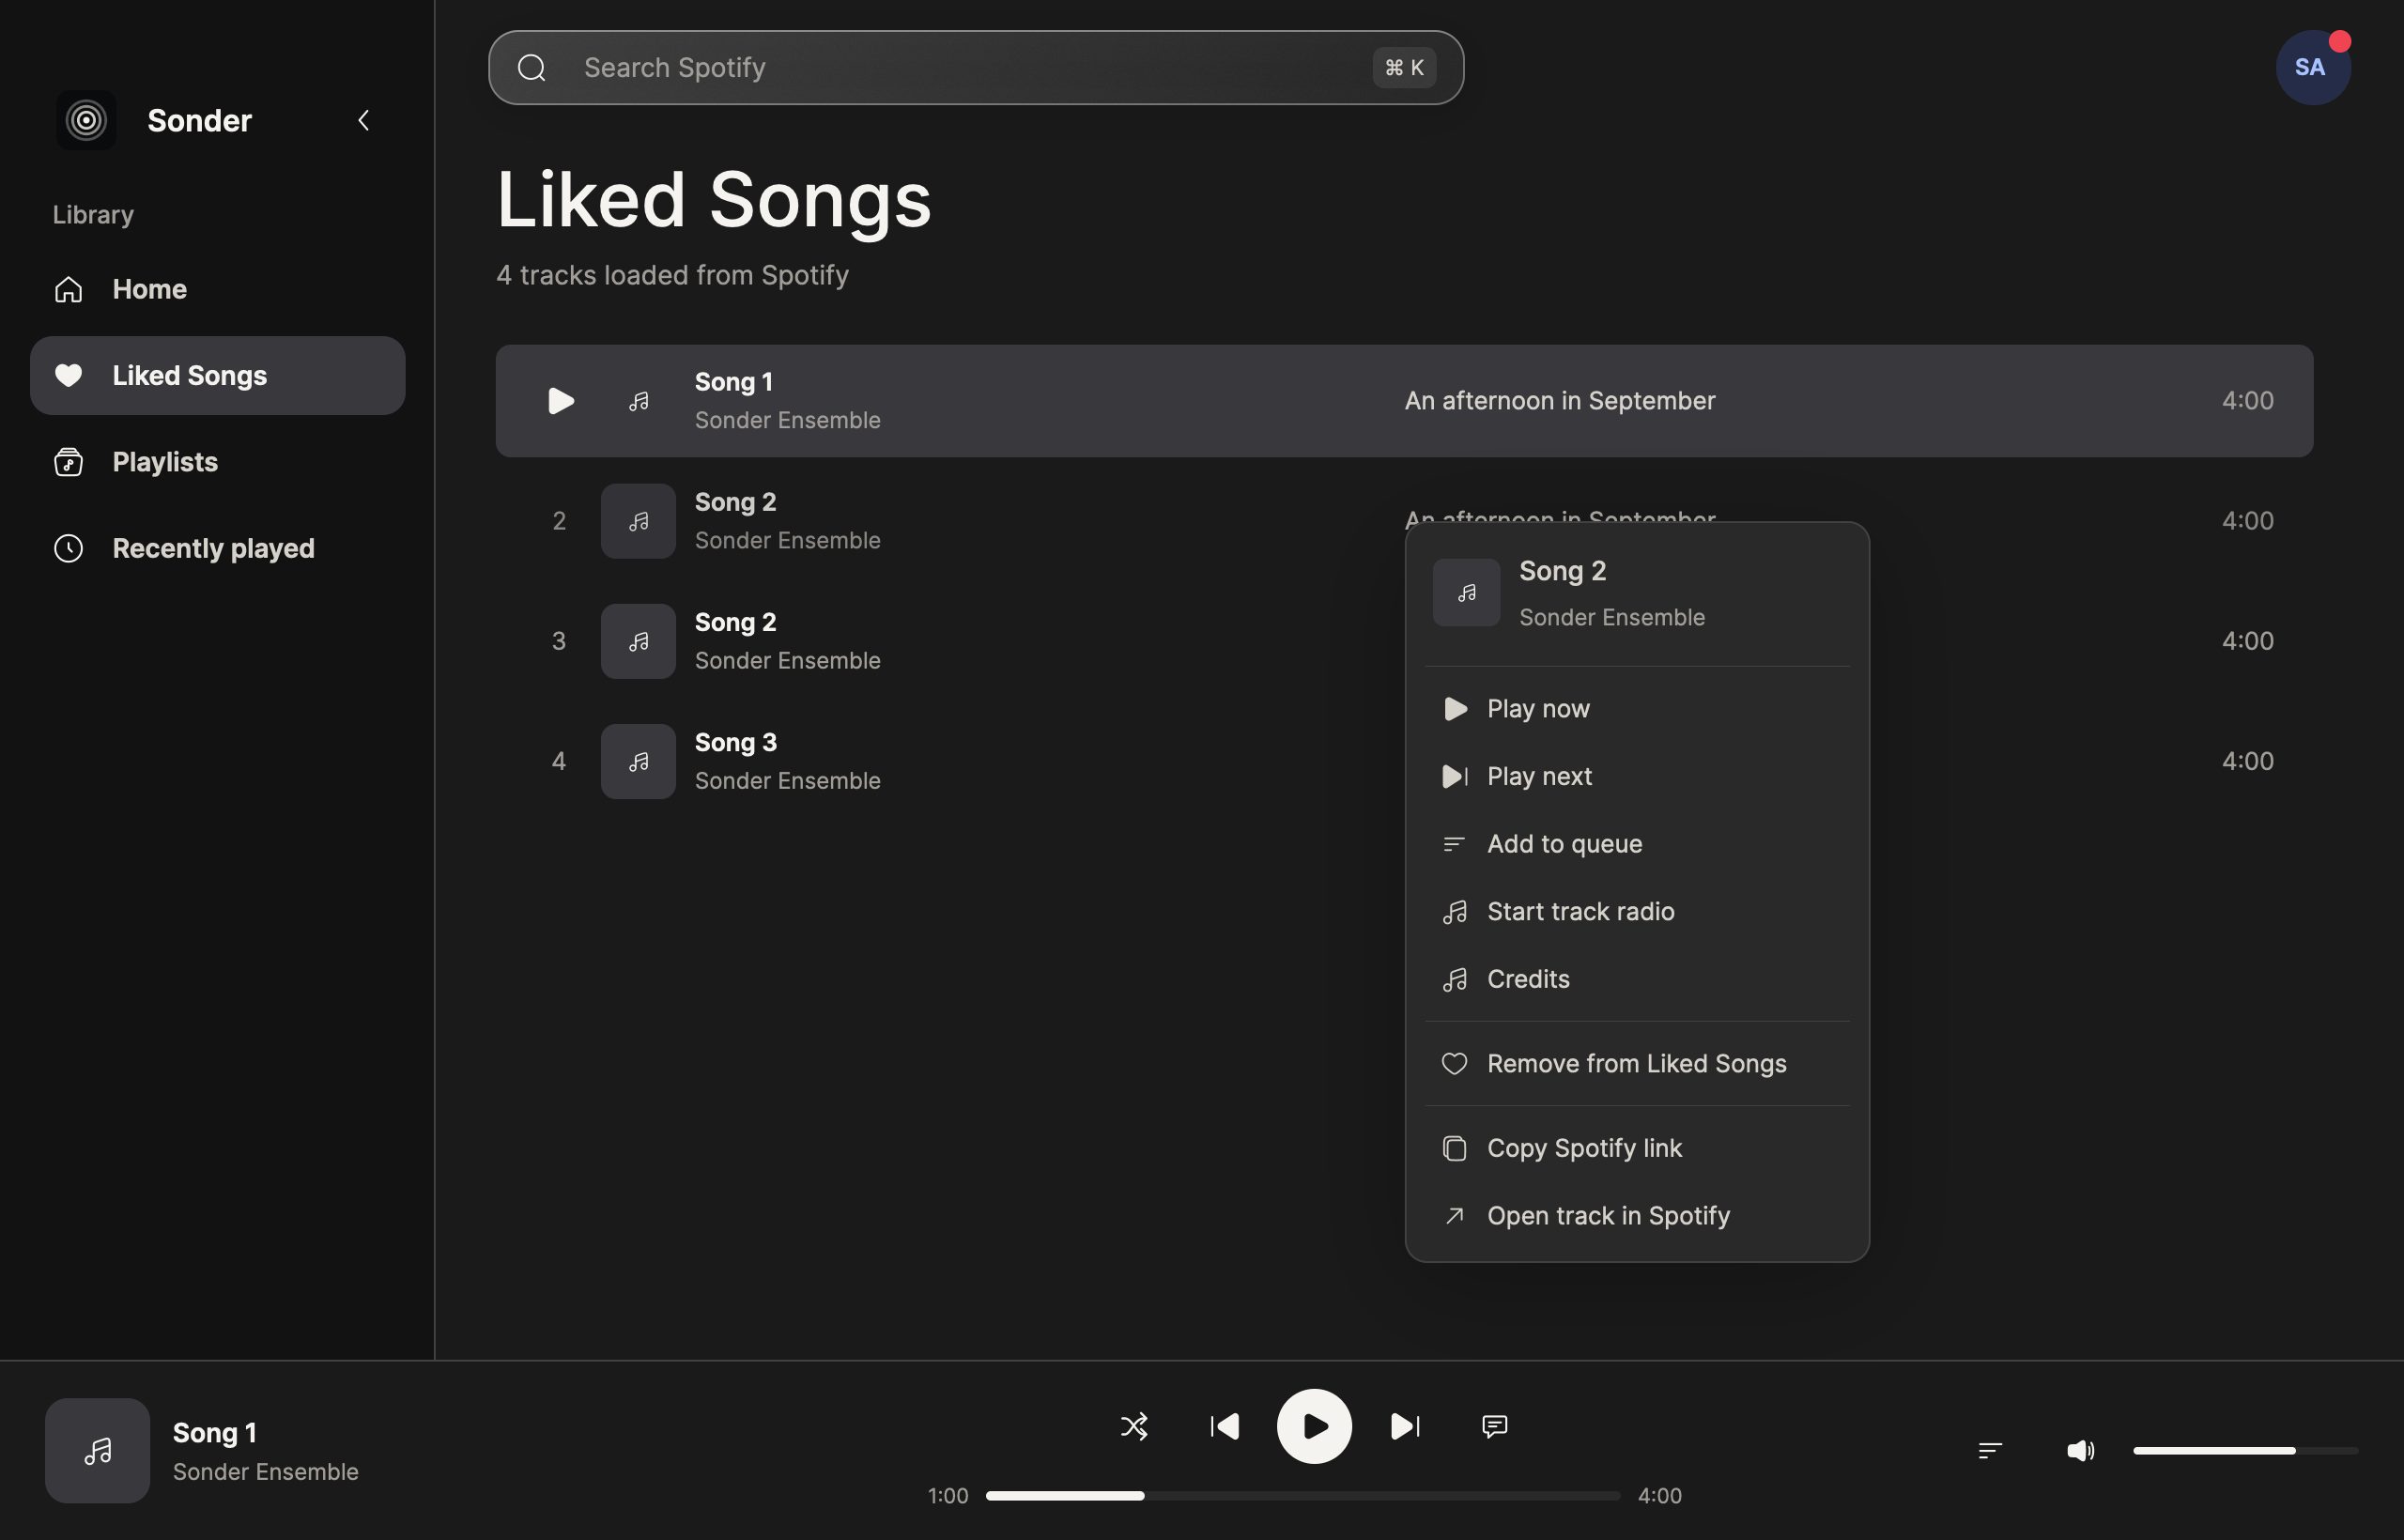 Search Spotify
⌘ K
SA
Sonder
Library
Home
Liked Songs
Playlists
Recently played
Liked Songs
4 tracks loaded from Spotify
Song 1
Sonder Ensemble
An afternoon in September
4:00
2
Song 2
Sonder Ensemble
An afternoon in September
4:00
3
Song 2
Sonder Ensemble
4:00
4
Song 3
Sonder Ensemble
4:00
Song 2
Sonder Ensemble
Play now
Play next
Add to queue
Start track radio
Credits
Remove from Liked Songs
Copy Spotify link
Open track in Spotify
Song 1
Sonder Ensemble
1:00
4:00